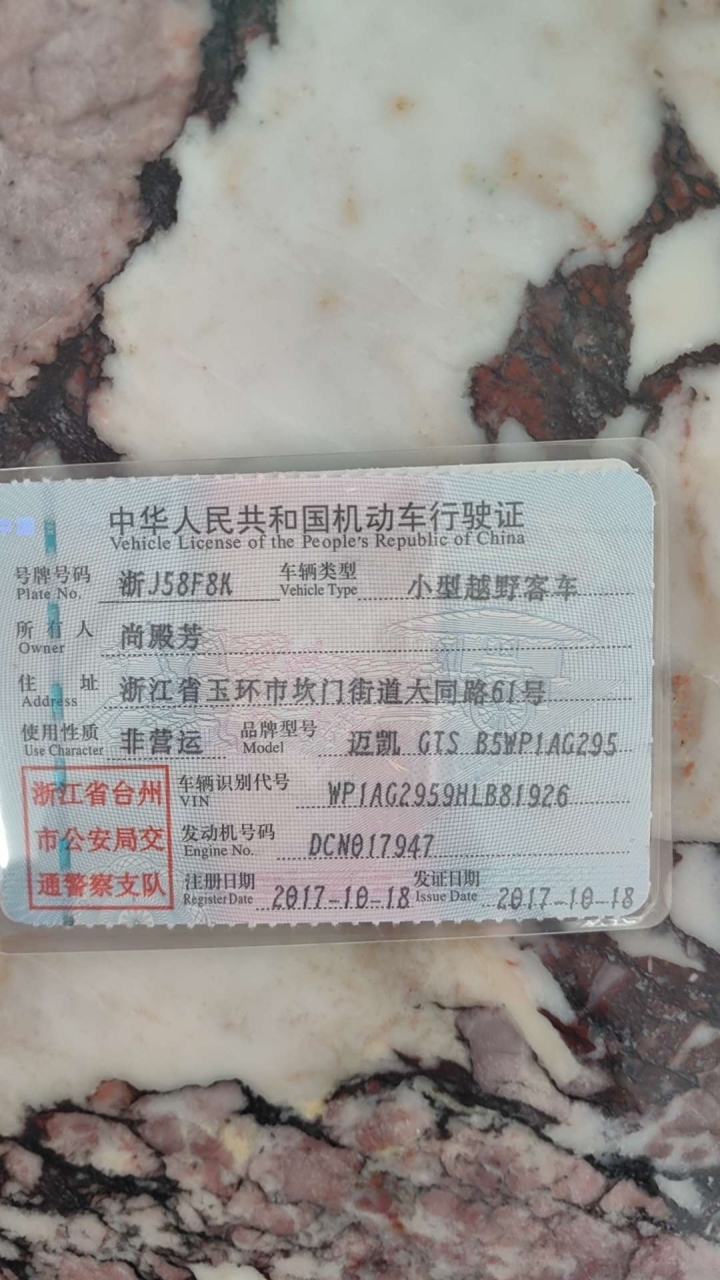 中华人民共和国机动车行驶证
Vehicle License of the People's Republic of China
号牌号码 浙J58F8K 车辆类型 小型越野客车
Plate No. Vehicle Type
所有人 尚殿芳
Owner
住址 浙江省玉环市坎门街道大同路61号
Address
使用性质 非营运 品牌型号 迈凯 GTS B5WP1AG295
Use Character Model
浙江省台州
市公安局交
通警察支队
车辆识别代号 WP1AG2959HLB81926
VIN
发动机号码 DCN017947
Engine No.
注册日期 2017-10-18 发证日期 2017-10-18
Register Date Issue Date